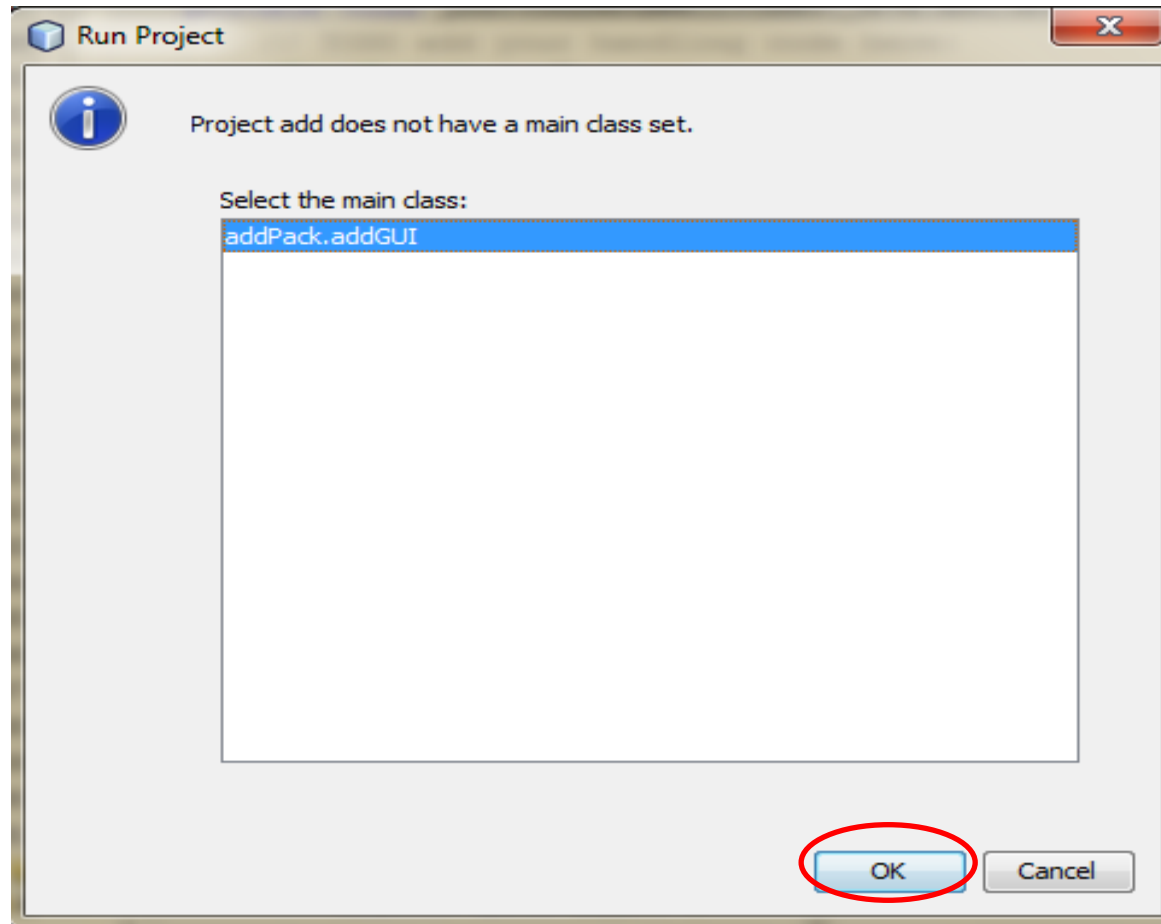 Run Project
Project add does not have a main class set.
Select the main class:
addPack.addGUI
OK
Cancel